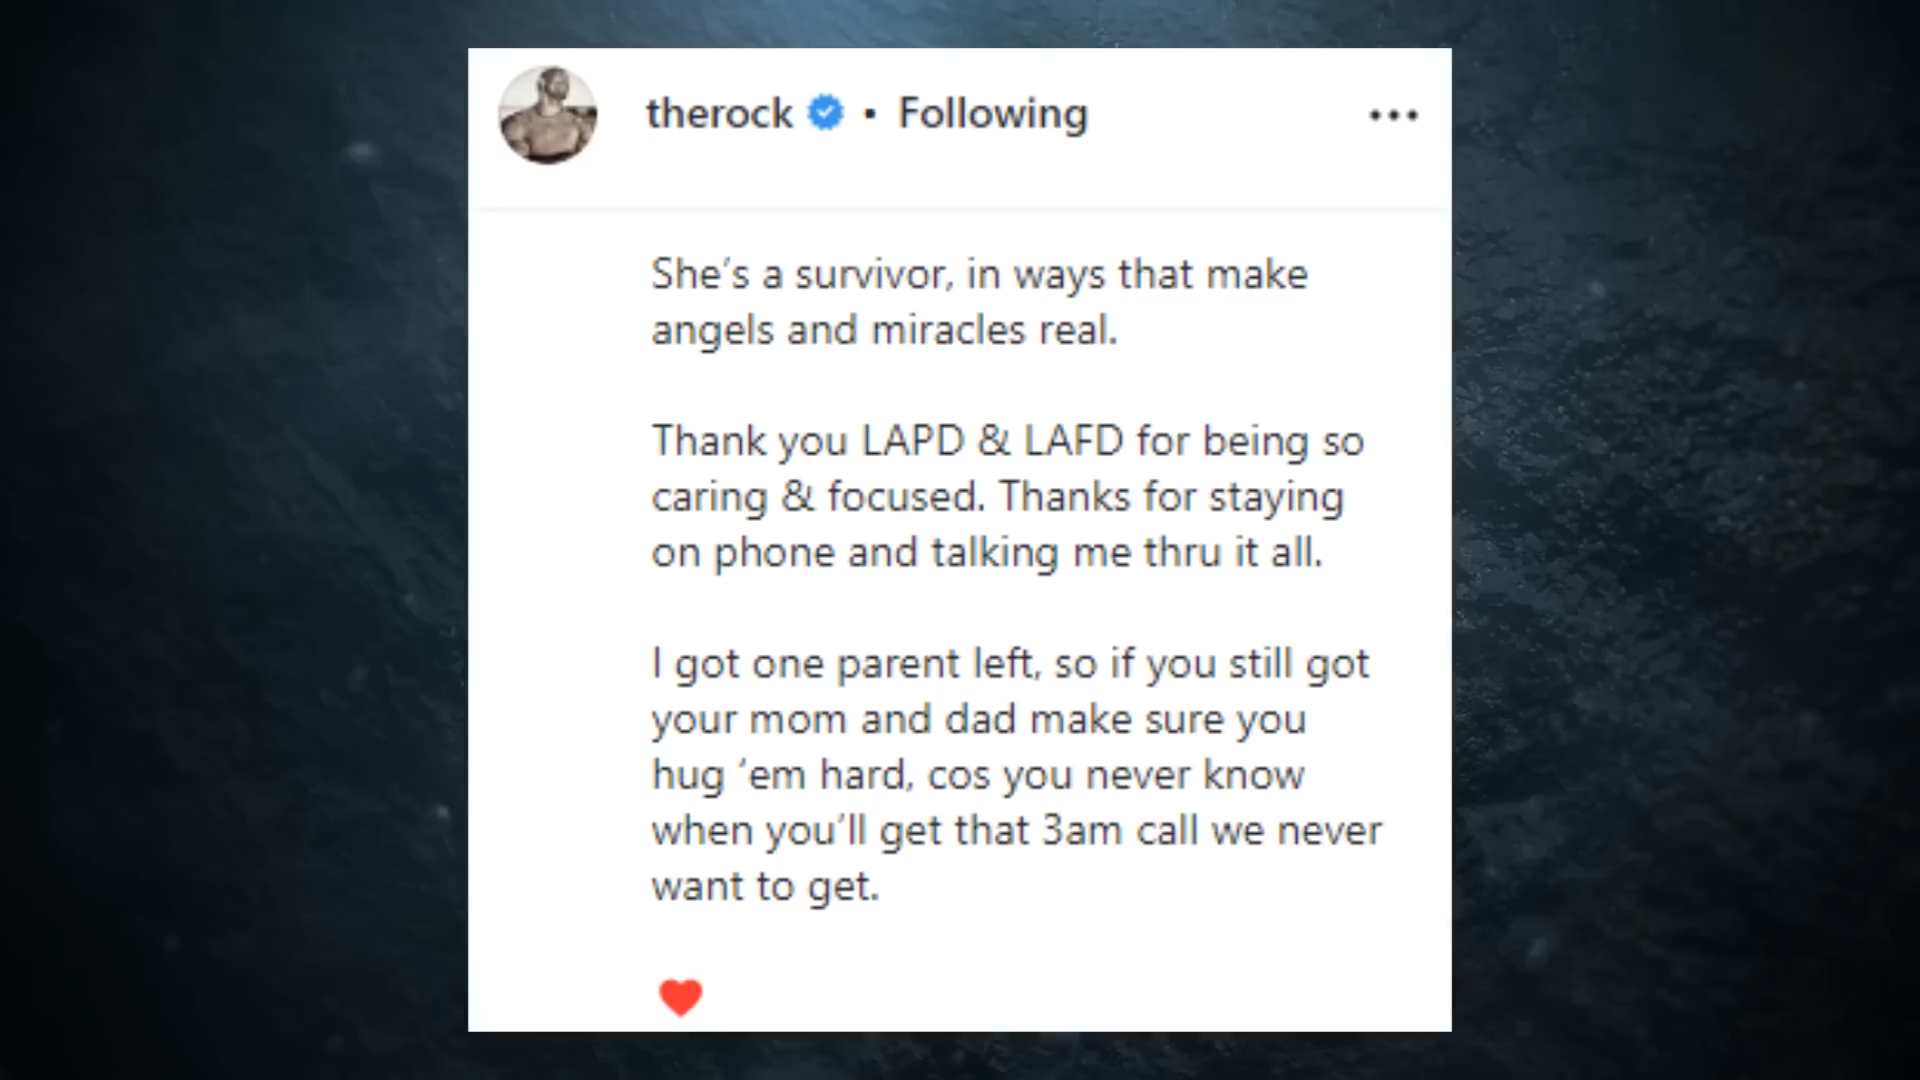 therock • Following •••
She's a survivor, in ways that make
angels and miracles real.
Thank you LAPD & LAFD for being so
caring & focused. Thanks for staying
on phone and talking me thru it all.
I got one parent left, so if you still got
your mom and dad make sure you
hug ‘em hard, cos you never know
when you'll get that 3am call we never
want to get.